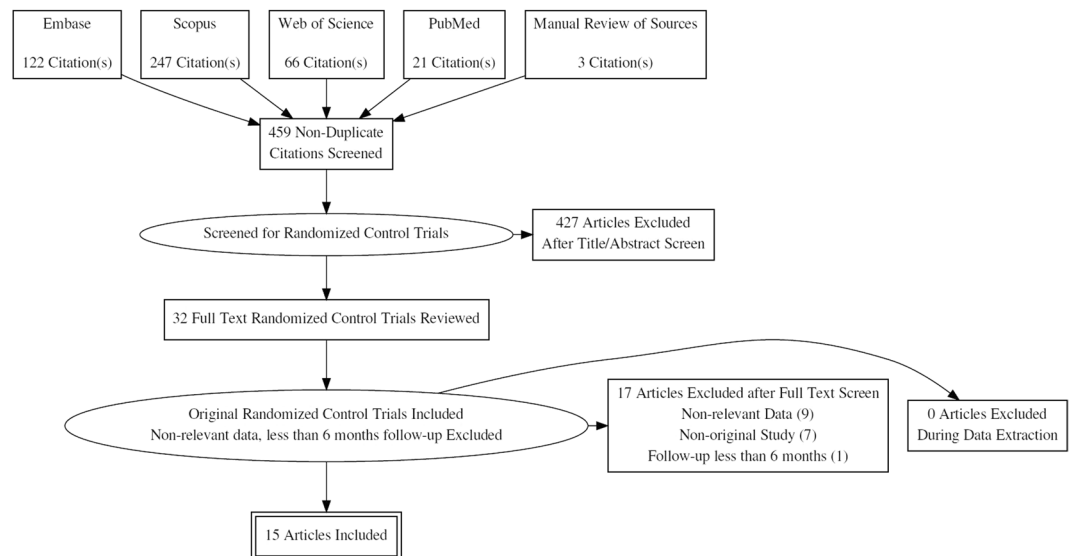 Embase
122 Citation(s)
Scopus
247 Citation(s)
Web of Science
66 Citation(s)
PubMed
21 Citation(s)
Manual Review of Sources
3 Citation(s)
459 Non-Duplicate
Citations Screened
Screened for Randomized Control Trials
427 Articles Excluded
After Title/Abstract Screen
32 Full Text Randomized Control Trials Reviewed
Original Randomized Control Trials Included
Non-relevant data, less than 6 months follow-up Excluded
17 Articles Excluded after Full Text Screen
Non-relevant Data (9)
Non-original Study (7)
Follow-up less than 6 months (1)
0 Articles Excluded
During Data Extraction
15 Articles Included